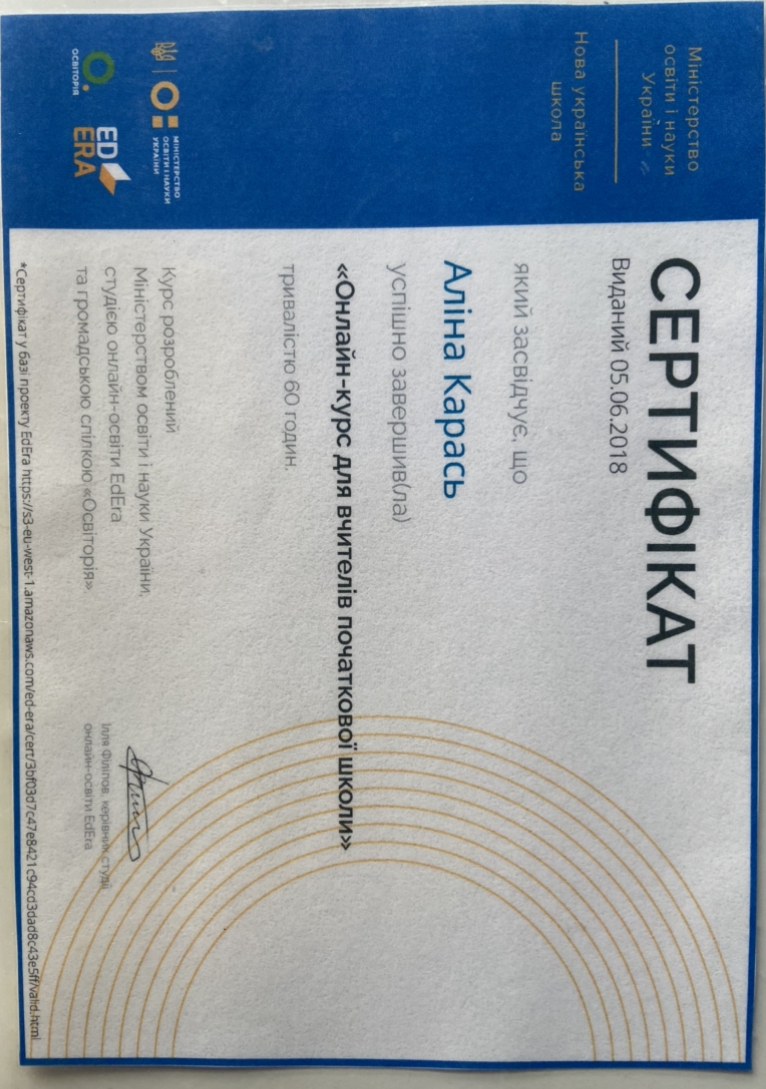 Міністерство
освіти і науки
України
Нова українська
школа
МІНІСТЕРСТВО
ОСВІТИ І НАУКИ
УКРАЇНИ
ОСВІТОРІЯ
ED
ERA
СЕРТИФІКАТ
Виданий 05.06.2018
який засвідчує, що
Аліна Карась
успішно завершив(ла)
«Онлайн-курс для вчителів початкової школи»
тривалістю 60 годин.
Курс розроблений
Міністерством освіти і науки України,
студією онлайн-освіти EdEra
та громадською спілкою «Освіторія»
Ілля Філіпов, керівник студії
онлайн-освіти EdEra
*Сертифікат у базі проекту EdEra https://s3-eu-west-1.amazonaws.com/ed-era/cert/3bf03d7c47e8421c94cd3dad8c43e5ff/valid.html